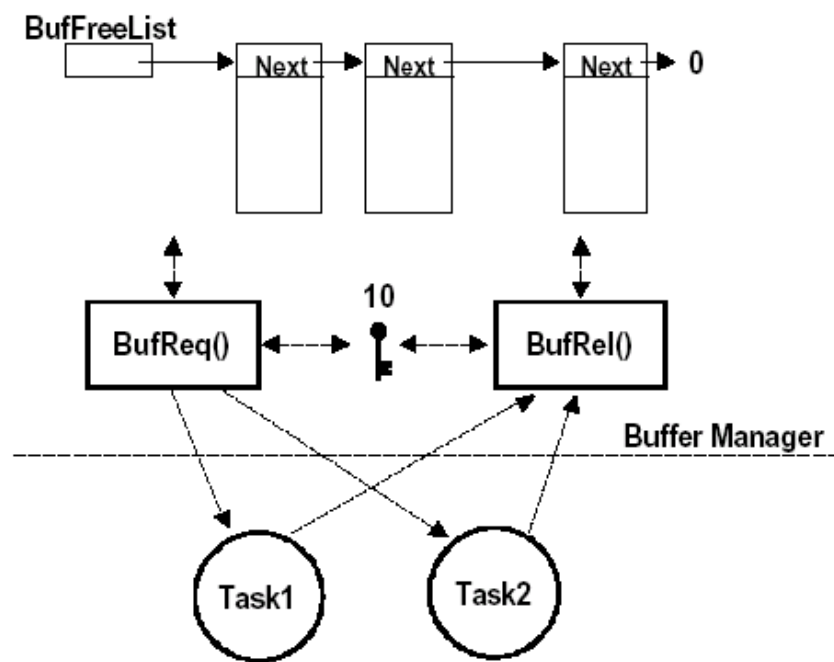 BufFreeList
Next Next Next 0
10
BufReq() BufRel()
Buffer Manager
Task1 Task2